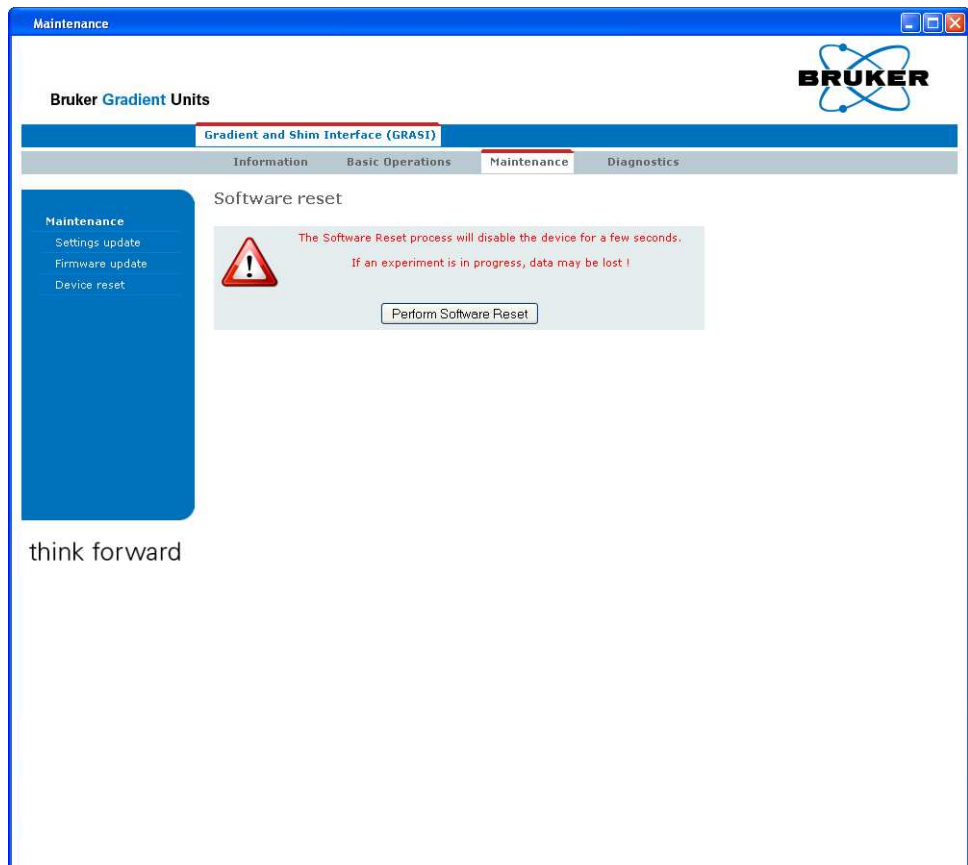 Maintenance
BRUKER
Bruker Gradient Units
Gradient and Shim Interface (GRASI)
Information Basic Operations Maintenance Diagnostics
Maintenance
Settings update
Firmware update
Device reset
Software reset
The Software Reset process will disable the device for a few seconds.
If an experiment is in progress, data may be lost !
Perform Software Reset
think forward